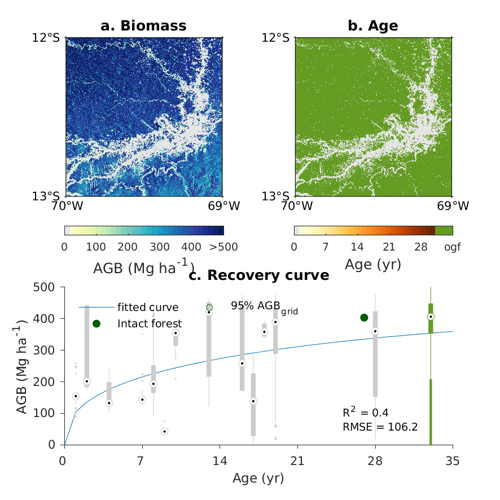 a. Biomass
b. Age
12°S
12°S
13°S
13°S
70°W
69°W
70°W
69°W
0 100 200 300 400 >500
0 7 14 21 28 ogf
AGB (Mg ha-1)
Age (yr)
c. Recovery curve
500
400
300
200
100
0
AGB (Mg ha-1)
fitted curve
95% AGBgrid
Intact forest
R2 = 0.4
RMSE = 106.2
0 7 14 21 28 35
Age (yr)